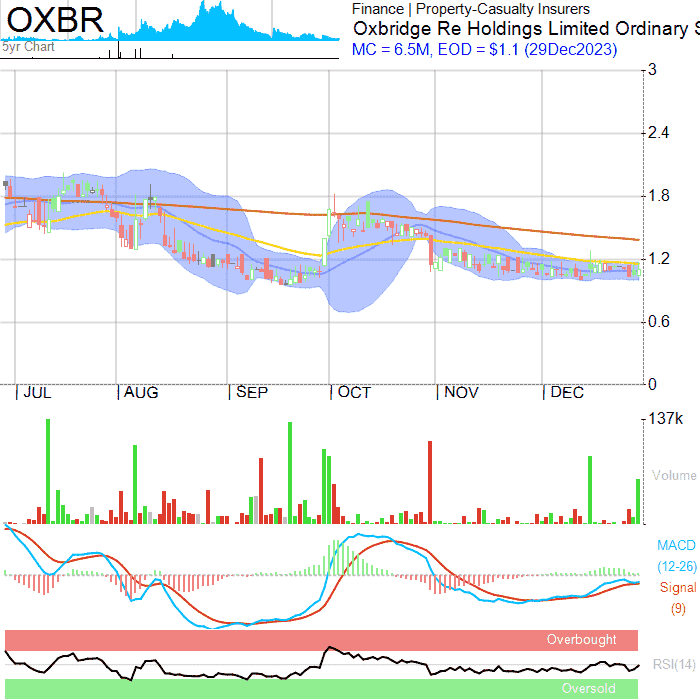 OXBR
5yr Chart
Finance | Property-Casualty Insurers
Oxbridge Re Holdings Limited Ordinary S
MC = 6.5M, EOD = $1.1 (29Dec2023)
3
2.4
1.8
1.2
0.6
0
JUL AUG SEP OCT NOV DEC
137k
Volume
MACD
(12-26)
Signal
(9)
Overbought
RSI(14)
Oversold